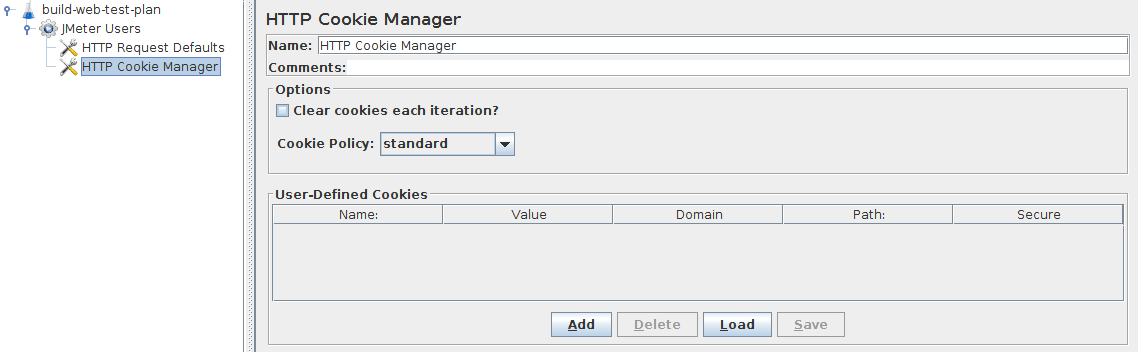 build-web-test-plan
JMeter Users
HTTP Request Defaults
HTTP Cookie Manager
HTTP Cookie Manager
Name: HTTP Cookie Manager
Comments:
Options
Clear cookies each iteration?
Cookie Policy: standard
User-Defined Cookies
Name: Value Domain Path: Secure
Add Delete Load Save